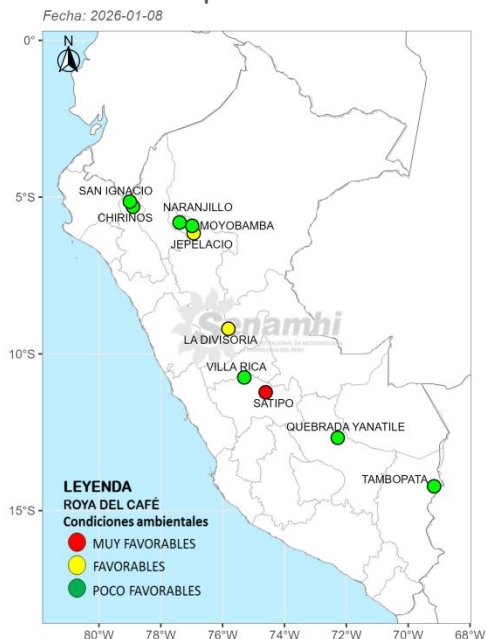 Fecha: 2026-01-08
N
0°
SAN IGNACIO
NARANJILLO
5°S
CHIRINOS
MOYOBAMBA
JEPELACIO
Senamhi
LA DIVISORIA
10°S
VILLA RICA
SATIPO
QUEBRADA YANATILE
TAMBOPATA
LEYENDA
ROYA DEL CAFÉ
Condiciones ambientales
15°S
MUY FAVORABLES
FAVORABLES
POCO FAVORABLES
80°W 78°W 76°W 74°W 72°W 70°W 68°W